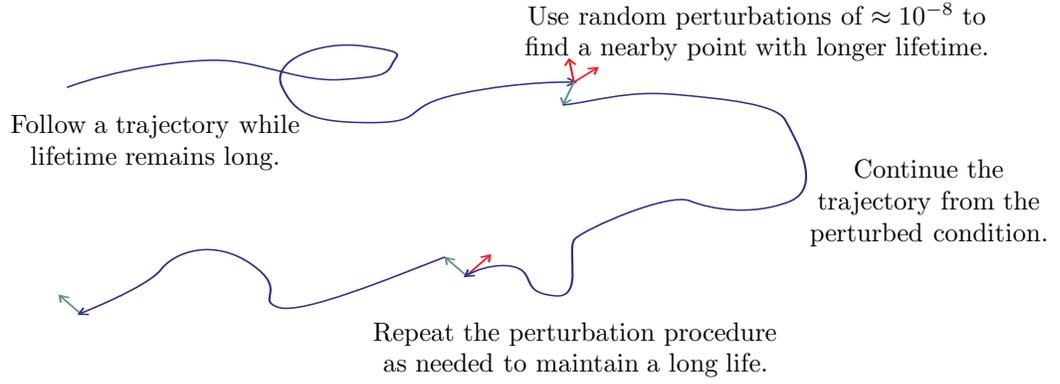 Use random perturbations of ≈ 10⁻⁸ to
find a nearby point with longer lifetime.
Follow a trajectory while
lifetime remains long.
Continue the
trajectory from the
perturbed condition.
Repeat the perturbation procedure
as needed to maintain a long life.